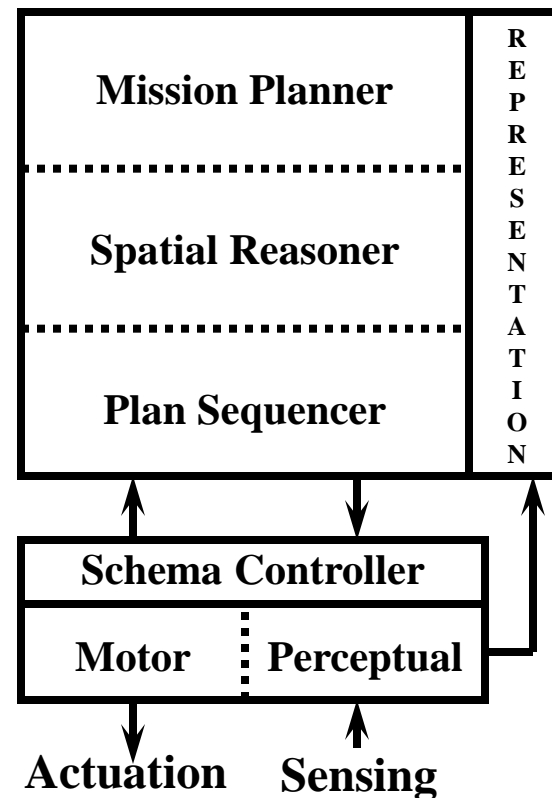 Mission Planner
Spatial Reasoner
Plan Sequencer
REPRESENTATION
Schema Controller
Motor Perceptual
Actuation Sensing